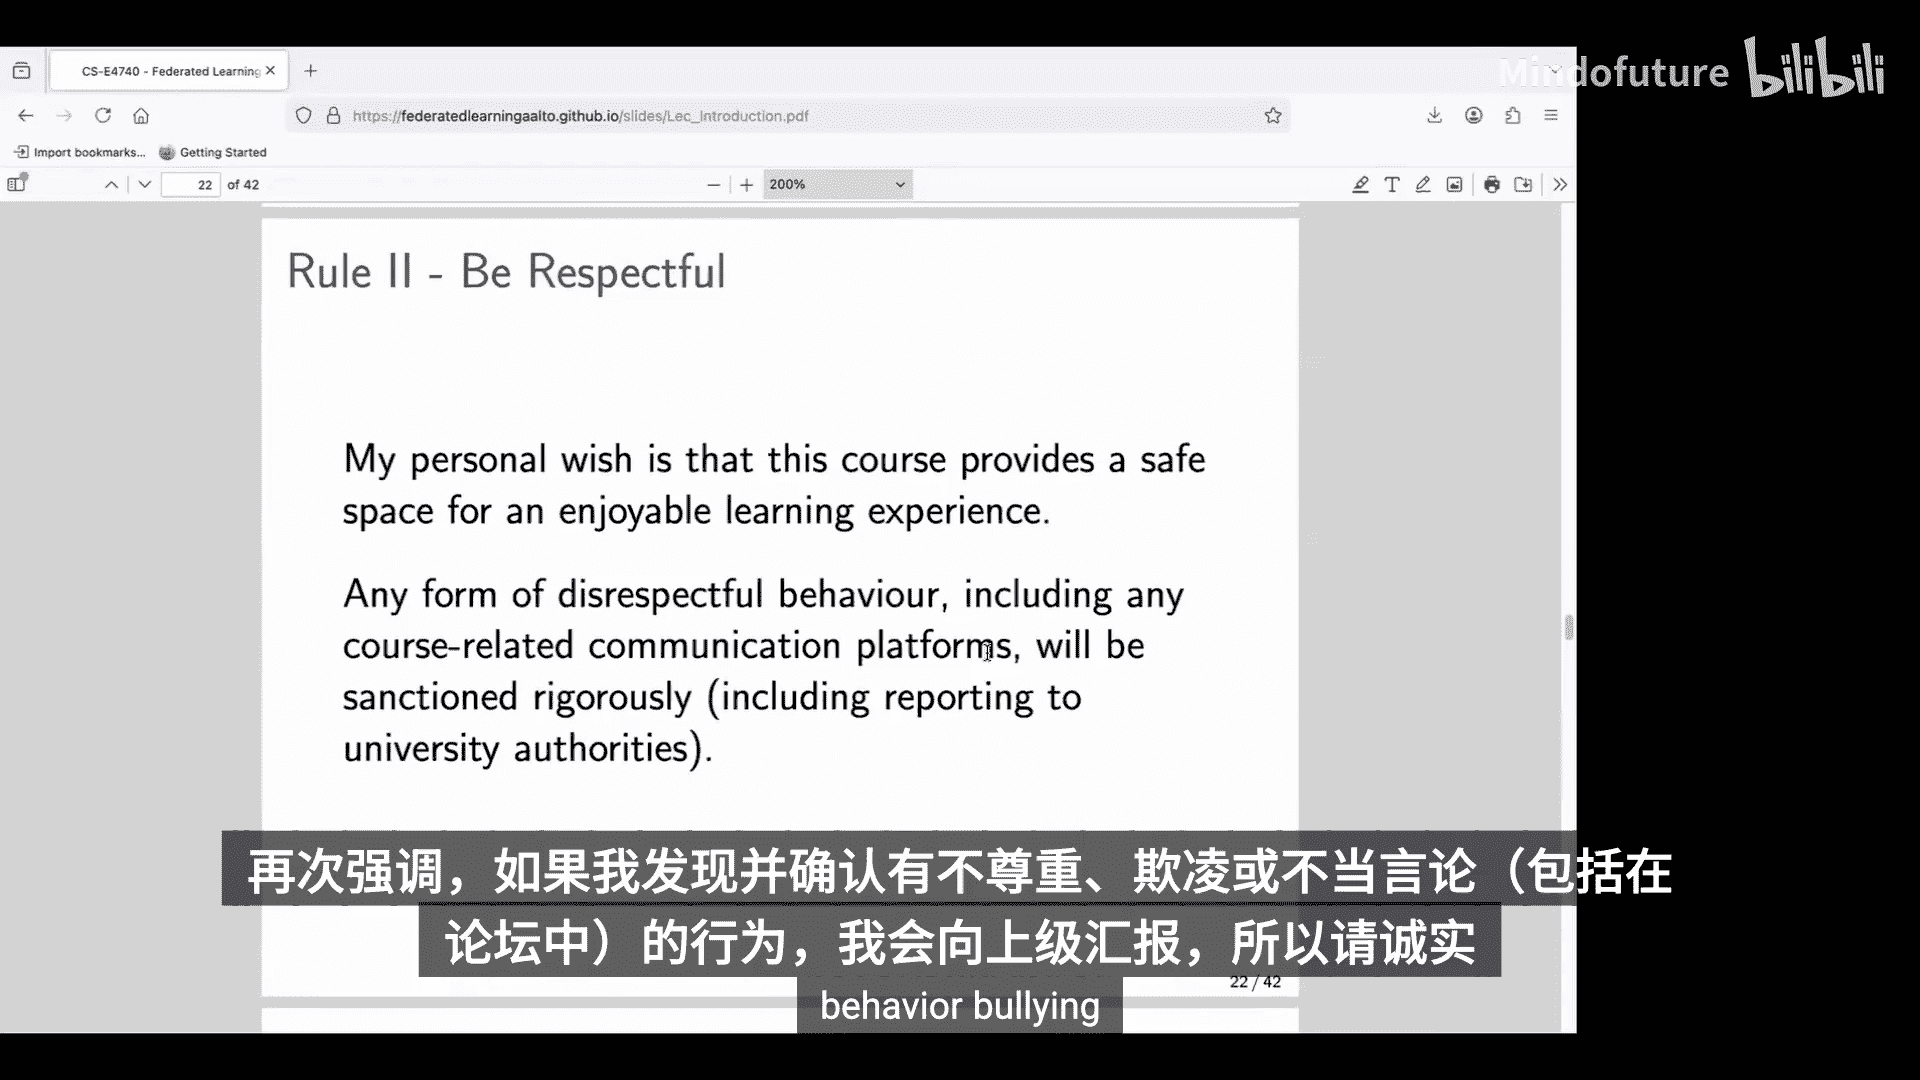 Mindofuture bilibili
CS-E4740 - Federated Learning
https://federatedlearningaalto.github.io/slides/Lec_Introduction.pdf
Import bookmarks... Getting Started
22 of 42
200%
Rule II - Be Respectful
My personal wish is that this course provides a safe
space for an enjoyable learning experience.
Any form of disrespectful behaviour, including any
course-related communication platforms, will be
sanctioned rigorously (including reporting to
university authorities).
再次强调，如果我发现并确认有不尊重、欺凌或不当言论（包括在
论坛中）的行为，我会向上级汇报，所以请诚实
22 / 42
behavior bullying